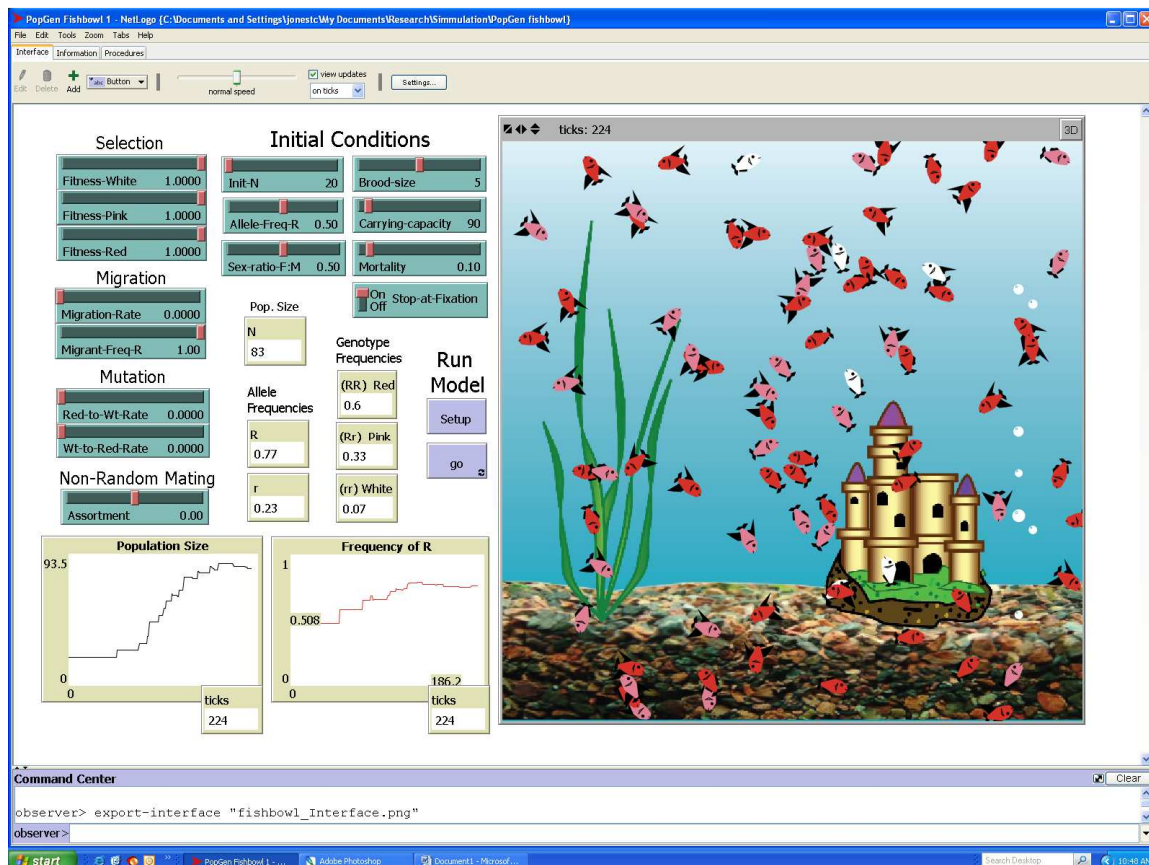 PopGen Fishbowl 1 - NetLogo {C:\Documents and Settings\jonestc\My Documents\Research\Simmulation\PopGen fishbowl}
File Edit Tools Zoom Tabs Help
Interface Information Procedures
Edit Delete Add abc Button normal speed view updates on ticks Settings...
Selection
Fitness-White 1.0000
Fitness-Pink 1.0000
Fitness-Red 1.0000
Migration
Migration-Rate 0.0000
Migrant-Freq-R 1.00
Mutation
Red-to-Wt-Rate 0.0000
Wt-to-Red-Rate 0.0000
Non-Random Mating
Assortment 0.00
Initial Conditions
Init-N 20
Brood-size 5
Allele-Freq-R 0.50
Carrying-capacity 90
Sex-ratio-F:M 0.50
Mortality 0.10
On
Off
Stop-at-Fixation
Pop. Size
N
83
Allele
Frequencies
R
0.77
r
0.23
Genotype
Frequencies
(RR) Red
0.6
(Rr) Pink
0.33
(rr) White
0.07
Run
Model
Setup
go
Population Size
93.5
0
0
ticks
224
Frequency of R
1
0.508
0
0
186.2
ticks
224
ticks: 224
3D
Command Center
Clear
observer> export-interface "fishbowl_Interface.png"
observer>
start
PopGen Fishbowl 1 - ...
Adobe Photoshop
Document1 - Microsof...
Search Desktop
10:48 AM